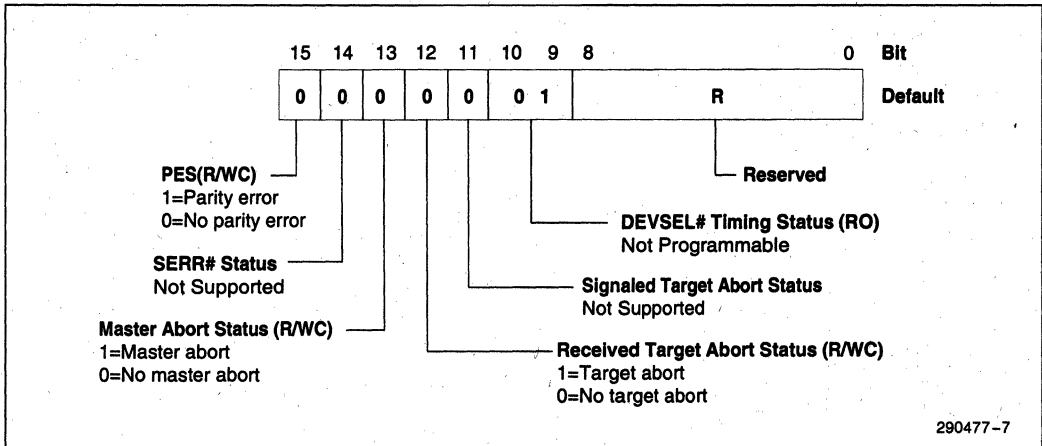 15 14 13 12 11 10 9 8 0 Bit
0 0 0 0 0 0 1 R Default
PES(R/WC)
1=Parity error
0=No parity error
Reserved
DEVSEL# Timing Status (RO)
Not Programmable
SERR# Status
Not Supported
Signaled Target Abort Status
Not Supported
Master Abort Status (R/WC)
1=Master abort
0=No master abort
Received Target Abort Status (R/WC)
1=Target abort
0=No target abort
290477-7